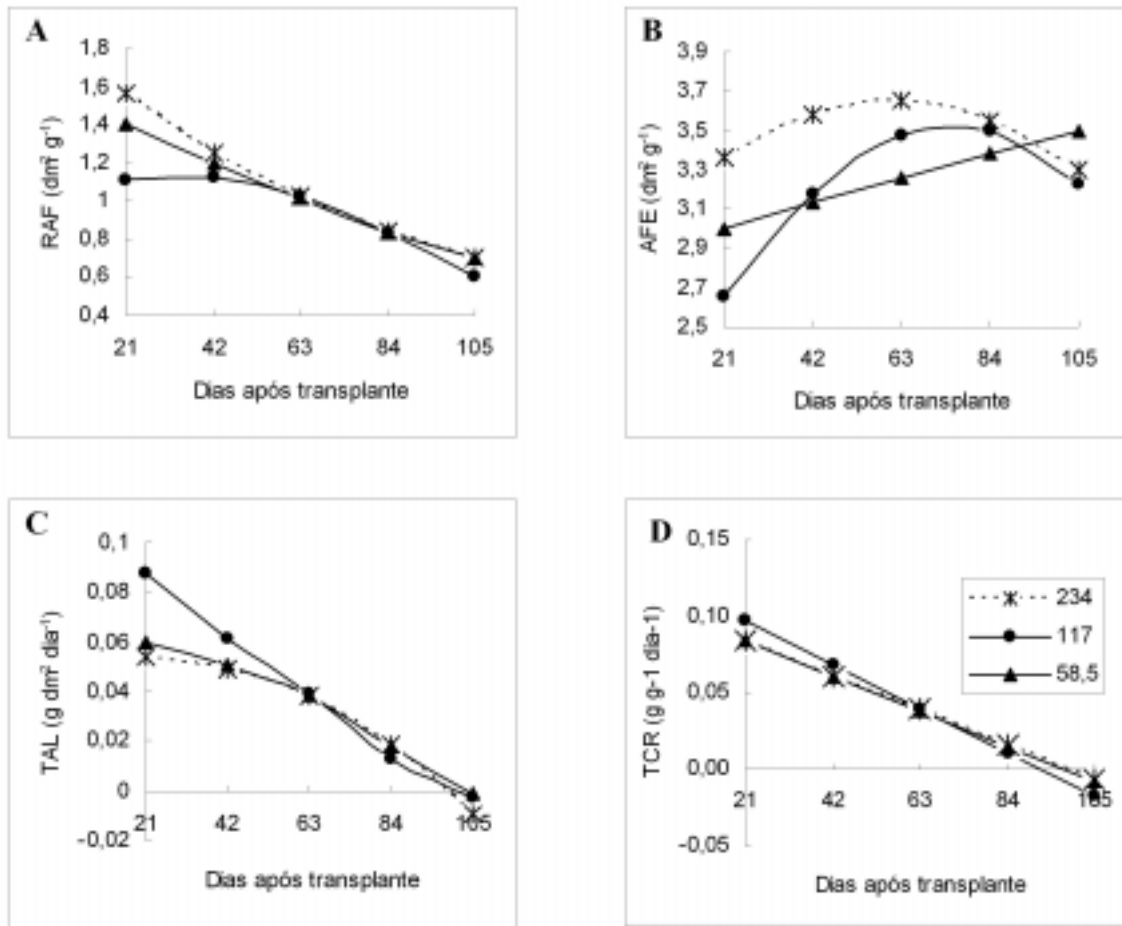 A
RAF (dm² g⁻¹)
1,8
1,6
1,4
1,2
1
0,8
0,6
0,4
21 42 63 84 105
Dias após transplante
B
AFE (dm² g⁻¹)
3,9
3,7
3,5
3,3
3,1
2,9
2,7
2,5
21 42 63 84 105
Dias após transplante
C
TAL (g dm² dia⁻¹)
0,1
0,08
0,06
0,04
0,02
0
-0,02
21 42 63 84 105
Dias após transplante
D
TCR (g g-1 dia-1)
0,15
0,10
0,05
0,00
-0,05
21 42 63 84 105
Dias após transplante
234
117
58,5